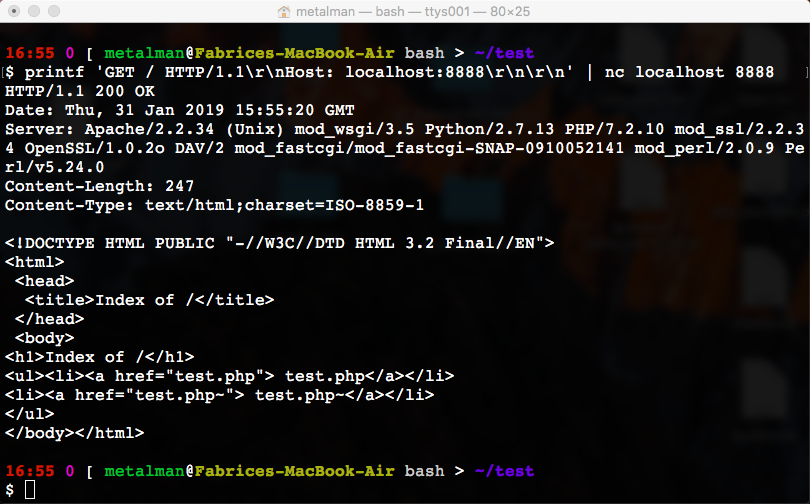 metalman — bash — ttys001 — 80×25
16:55 0 [ metalman@Fabrices-MacBook-Air bash > ~/test
$ printf 'GET / HTTP/1.1\r\nHost: localhost:8888\r\n\r\n' | nc localhost 8888
HTTP/1.1 200 OK
Date: Thu, 31 Jan 2019 15:55:20 GMT
Server: Apache/2.2.34 (Unix) mod_wsgi/3.5 Python/2.7.13 PHP/7.2.10 mod_ssl/2.2.3
4 OpenSSL/1.0.2o DAV/2 mod_fastcgi/mod_fastcgi-SNAP-0910052141 mod_perl/2.0.9 Pe
rl/v5.24.0
Content-Length: 247
Content-Type: text/html;charset=ISO-8859-1
<!DOCTYPE HTML PUBLIC "-//W3C//DTD HTML 3.2 Final//EN">
<html>
 <head>
  <title>Index of /</title>
 </head>
 <body>
<h1>Index of /</h1>
<ul><li><a href="test.php"> test.php</a></li>
<li><a href="test.php~"> test.php~</a></li>
</ul>
</body></html>
16:55 0 [ metalman@Fabrices-MacBook-Air bash > ~/test
$